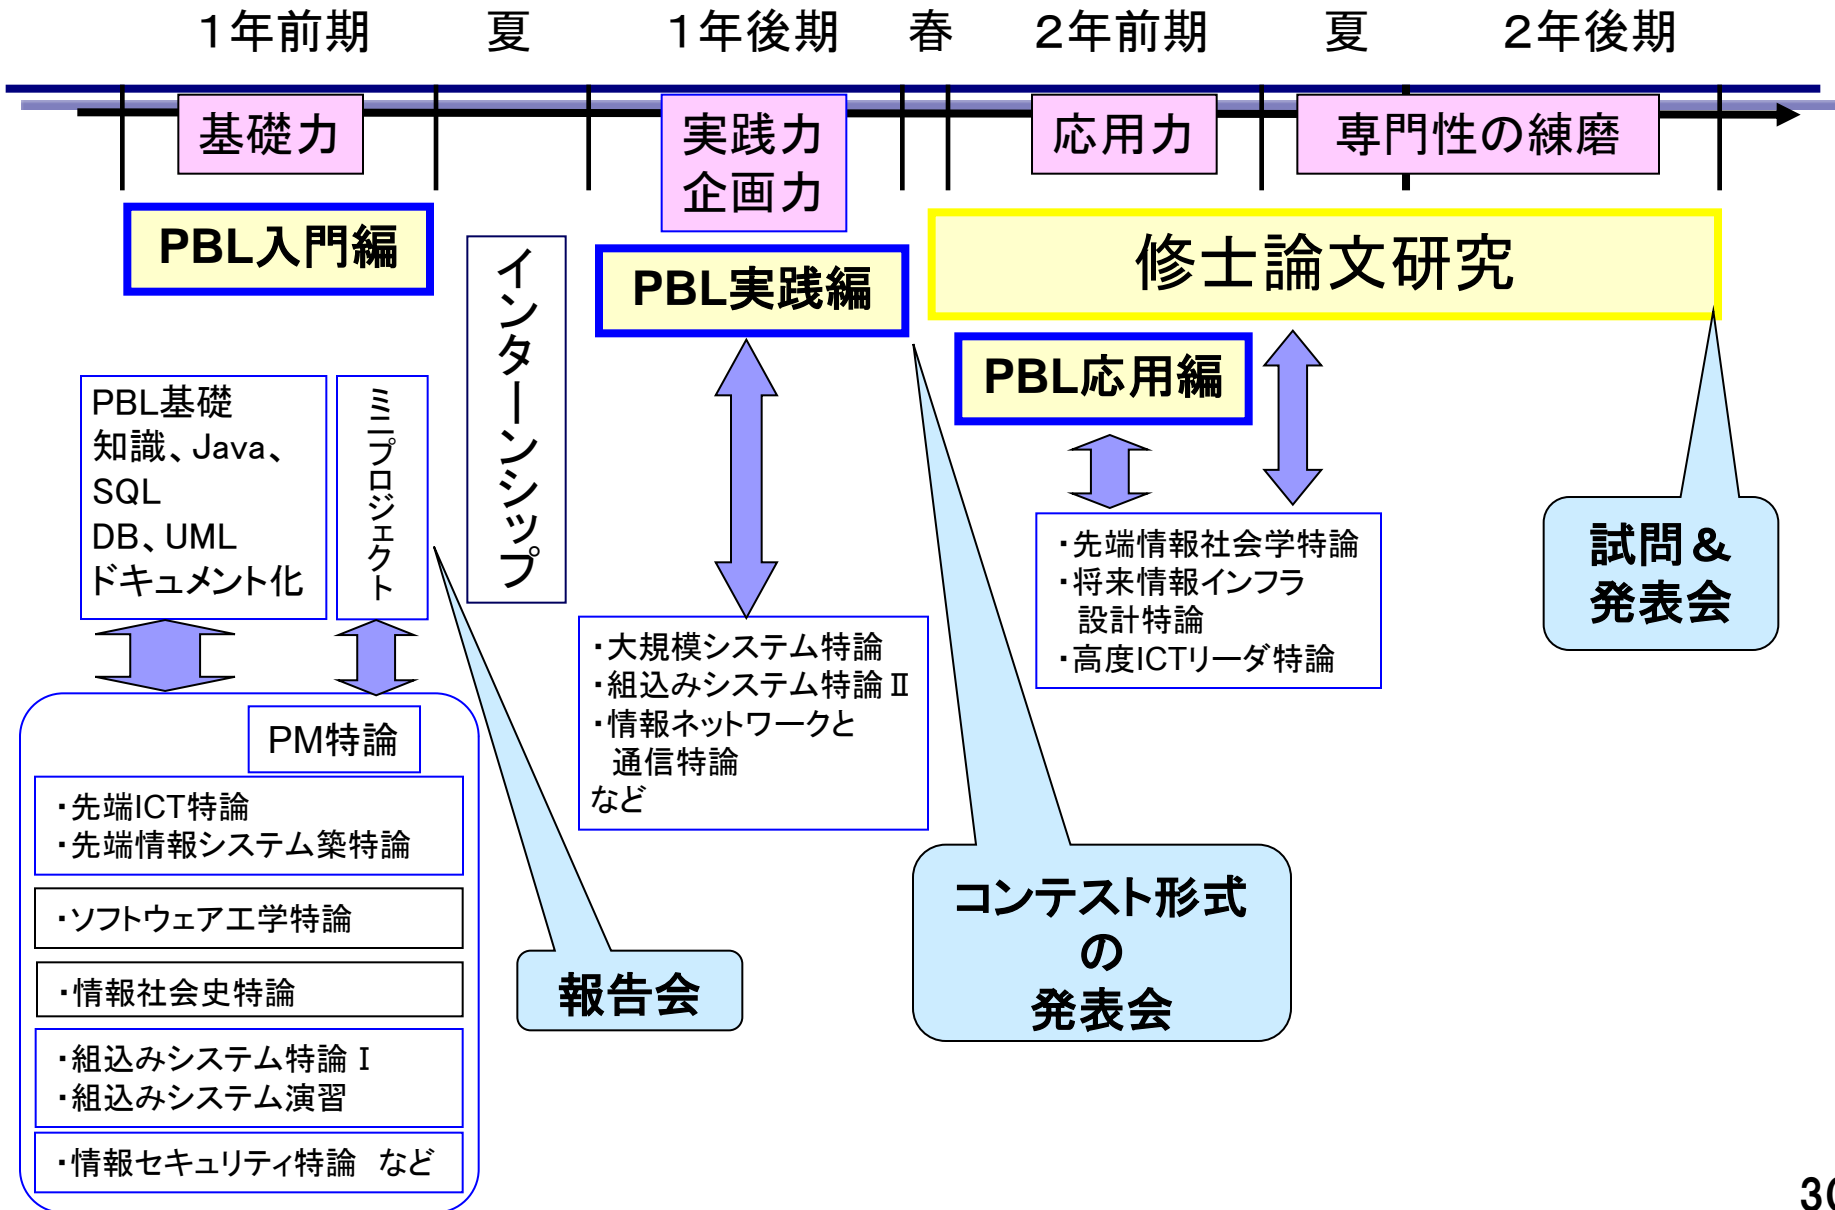 1年前期　夏　1年後期　春　2年前期　夏　2年後期
基礎力
実践力
企画力
応用力
専門性の練磨
PBL入門編
インターンシップ
PBL実践編
修士論文研究
PBL応用編
PBL基礎
知識、Java、
SQL
DB、UML
ドキュメント化
ミニプロジェクト
・先端情報社会学特論
・将来情報インフラ
設計特論
・高度ICTリーダ特論
試問＆
発表会
・大規模システム特論
・組込みシステム特論Ⅱ
・情報ネットワークと
通信特論
など
PM特論
・先端ICT特論
・先端情報システム築特論
・ソフトウェア工学特論
・情報社会史特論
・組込みシステム特論Ⅰ
・組込みシステム演習
・情報セキュリティ特論　など
報告会
コンテスト形式
の
発表会